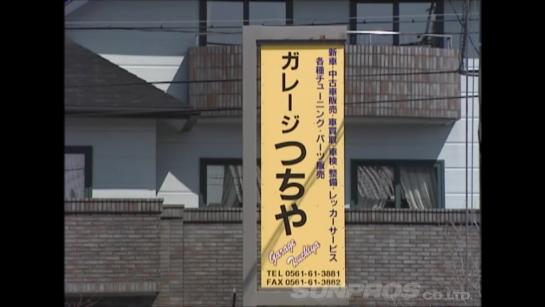 新車・中古車販売・車買取・車検・整備・レッカーサービス
各種チューニング・パーツ販売
ガレージつちや
Garage Tsuchiya
TEL 0561-61-3881
FAX 0561-61-3882
SUNPROS CO.LTD.